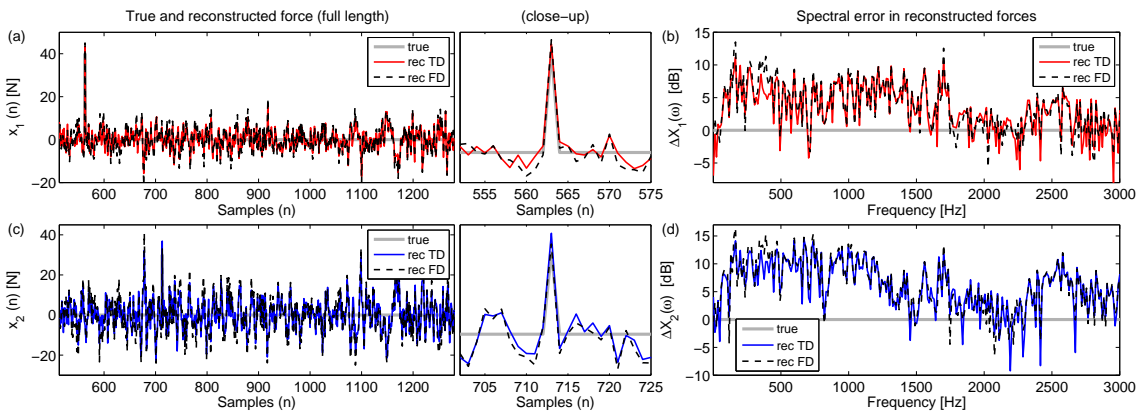 True and reconstructed force (full length)
(close−up)
Spectral error in reconstructed forces
(a)
x1 (n) [N]
40
20
0
−20
600 700 800 900 1000 1100 1200
Samples (n)
true
rec TD
rec FD
555 560 565 570 575
Samples (n)
(b)
ΔX1(ω) [dB]
15
10
5
0
−5
500 1000 1500 2000 2500 3000
Frequency [Hz]
true
rec TD
rec FD
(c)
x2 (n) [N]
40
20
0
−20
600 700 800 900 1000 1100 1200
Samples (n)
true
rec TD
rec FD
705 710 715 720 725
Samples (n)
(d)
ΔX2(ω) [dB]
15
10
5
0
−5
−10
500 1000 1500 2000 2500 3000
Frequency [Hz]
true
rec TD
rec FD